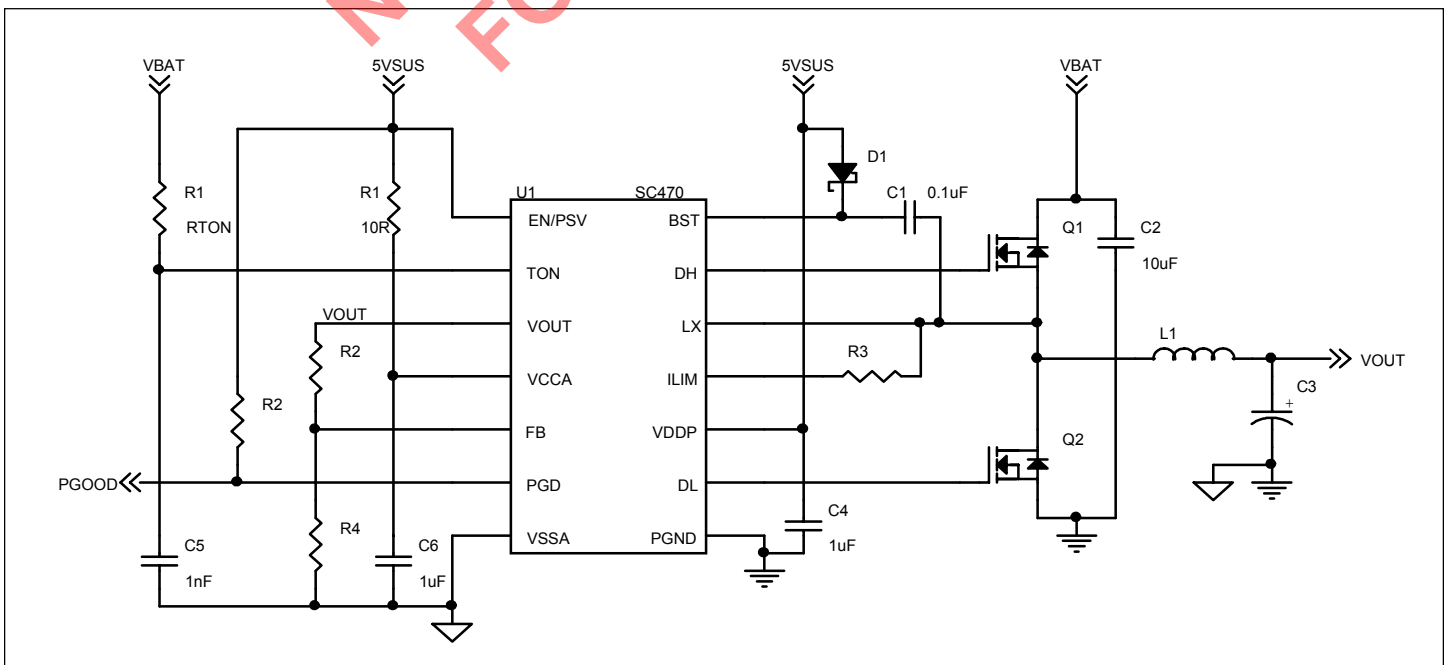 VBAT
5VSUS
5VSUS
VBAT
R1
RTON
R1
10R
U1
SC470
D1
C1
0.1uF
Q1
C2
10uF
EN/PSV
BST
TON
DH
VOUT
VOUT
LX
R2
R3
L1
VOUT
VCCA
ILIM
C3
+
R2
FB
VDDP
Q2
PGOOD
PGD
DL
R4
C5
1nF
C6
1uF
VSSA
PGND
C4
1uF